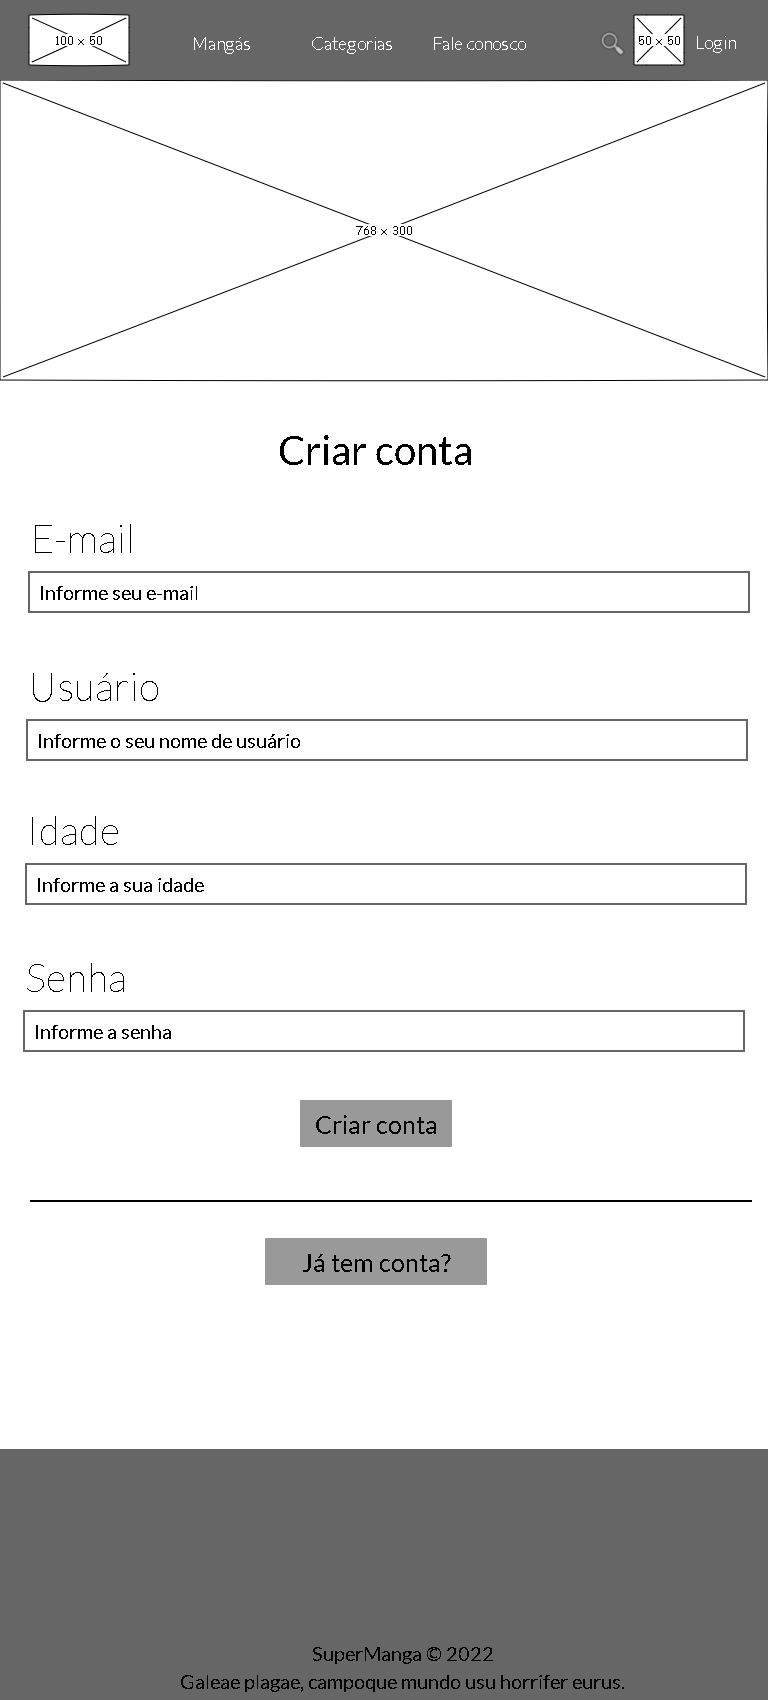 100 × 50
Mangás
Categorias
Fale conosco
50 × 50
Login
768 × 300
Criar conta
E-mail
Informe seu e-mail
Usuário
Informe o seu nome de usuário
Idade
Informe a sua idade
Senha
Informe a senha
Criar conta
Já tem conta?
SuperManga © 2022
Galeae plagae, campoque mundo usu horrifer eurus.